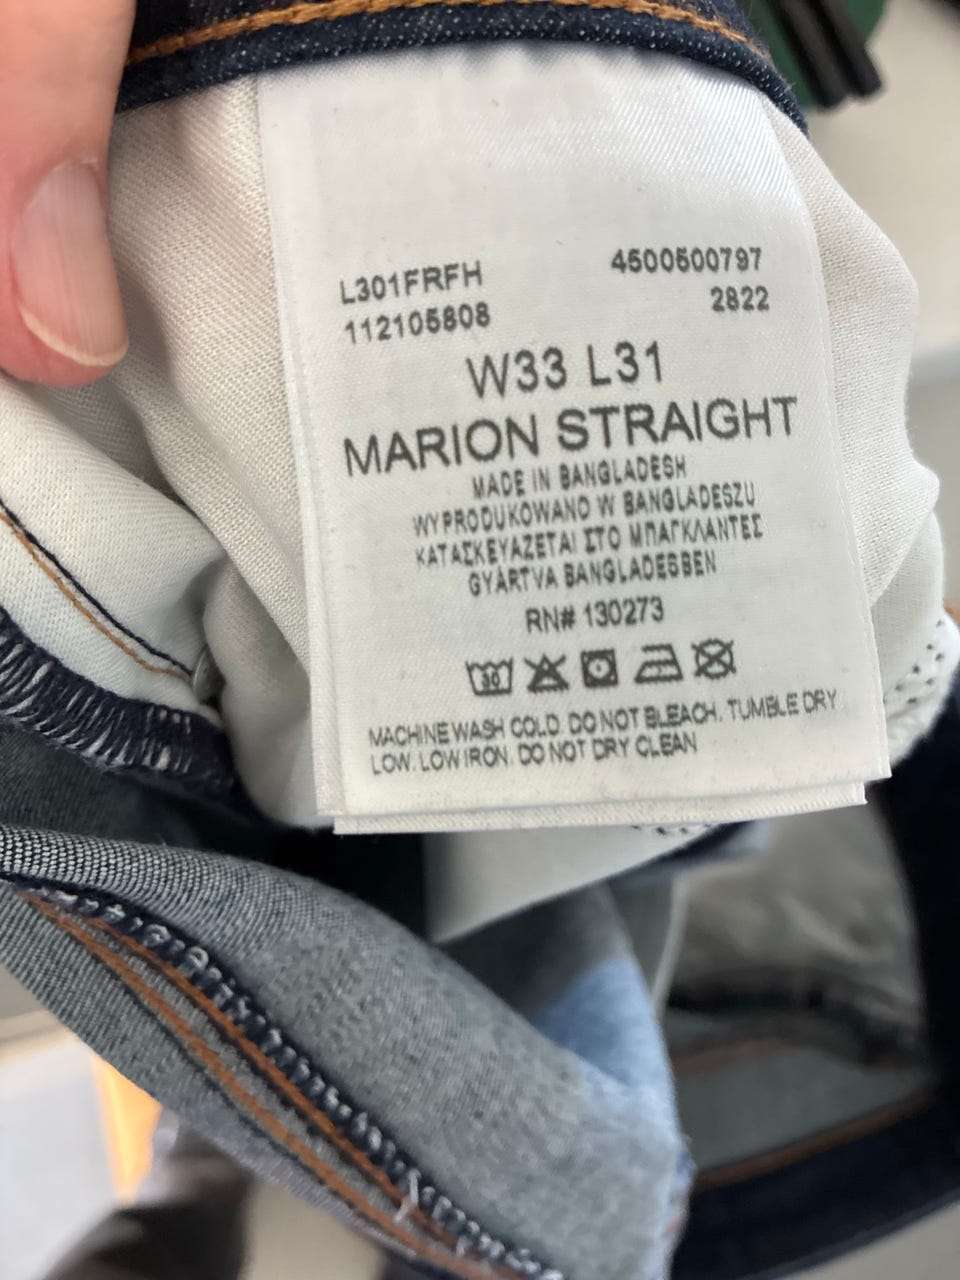 L301FRFH 4500500797
112105808 2822
W33 L31
MARION STRAIGHT
MADE IN BANGLADESH
WYPRODUKOWANO W BANGLADESZU
ΚΑΤΑΣΚΕΥΑΖΕΤΑΙ ΣΤΟ ΜΠΑΓΚΛΑΝΤΕΣ
GYÁRTVA BANGLADESBEN
RN# 130273
30
MACHINE WASH COLD. DO NOT BLEACH. TUMBLE DRY
LOW. LOW IRON. DO NOT DRY CLEAN